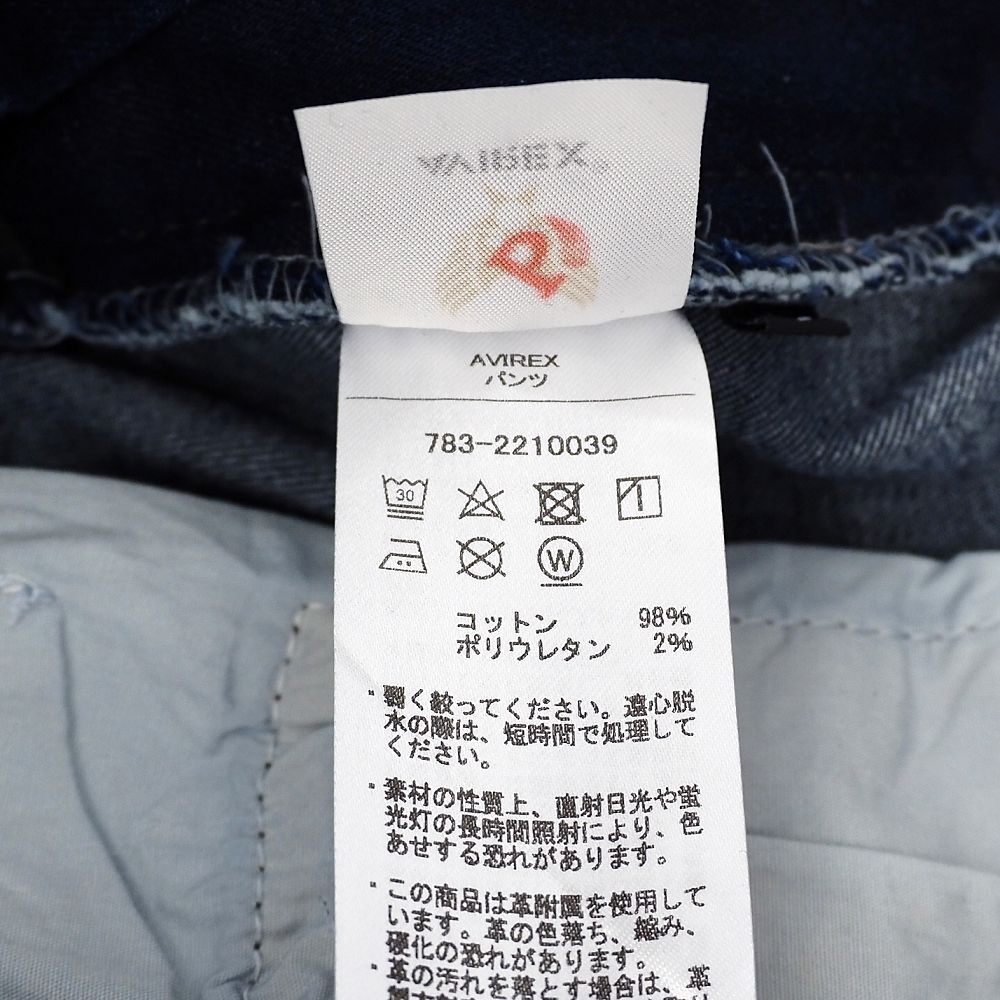 AVIREX
パンツ
783-2210039
30
W
コットン 98%
ポリウレタン 2%
・軽く絞ってください。遠心脱
水の際は、短時間で処理して
ください。
・素材の性質上、直射日光や蛍
光灯の長時間照射により、色
あせする恐れがあります。
・この商品は革附属を使用して
います。革の色落ち、縮み、
硬化の恐れがあります。
・革の汚れを落とす場合は、革